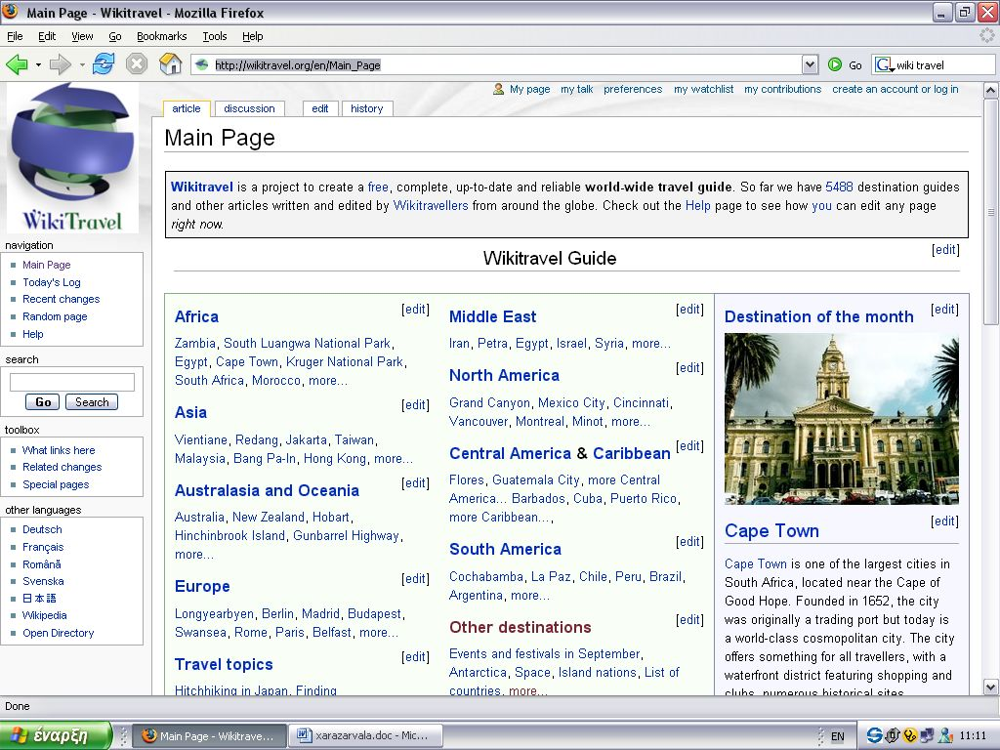 Main Page - Wikitravel - Mozilla Firefox
File Edit View Go Bookmarks Tools Help
http://wikitravel.org/en/Main_Page Go G wiki travel
My page my talk preferences my watchlist my contributions create an account or log in
article discussion edit history
WikiTravel
navigation
Main Page
Today's Log
Recent changes
Random page
Help
search
Go Search
toolbox
What links here
Related changes
Special pages
other languages
Deutsch
Français
Română
Svenska
日本語
Wikipedia
Open Directory
Main Page
Wikitravel is a project to create a free, complete, up-to-date and reliable world-wide travel guide. So far we have 5488 destination guides
and other articles written and edited by Wikitravellers from around the globe. Check out the Help page to see how you can edit any page
right now.
[edit]
Wikitravel Guide
Africa [edit]
Zambia, South Luangwa National Park,
Egypt, Cape Town, Kruger National Park,
South Africa, Morocco, more...
Asia [edit]
Vientiane, Redang, Jakarta, Taiwan,
Malaysia, Bang Pa-In, Hong Kong, more...
Australasia and Oceania [edit]
Australia, New Zealand, Hobart,
Hinchinbrook Island, Gunbarrel Highway,
more...
Europe [edit]
Longyearbyen, Berlin, Madrid, Budapest,
Swansea, Rome, Paris, Belfast, more...
Travel topics [edit]
Hitchhiking in Japan, Finding
Middle East [edit]
Iran, Petra, Egypt, Israel, Syria, more...
North America [edit]
Grand Canyon, Mexico City, Cincinnati,
Vancouver, Montreal, Minot, more...
Central America & Caribbean [edit]
Flores, Guatemala City, more Central
America... Barbados, Cuba, Puerto Rico,
more Caribbean...,
South America [edit]
Cochabamba, La Paz, Chile, Peru, Brazil,
Argentina, more...
Other destinations [edit]
Events and festivals in September,
Antarctica, Space, Island nations, List of
countries, more...
Destination of the month [edit]
Cape Town [edit]
Cape Town is one of the largest cities in
South Africa, located near the Cape of
Good Hope. Founded in 1652, the city
was originally a trading port but today is
a world-class cosmopolitan city. The city
offers something for all travellers, with a
waterfront district featuring shopping and
clubs, numerous historical sites,
Done
έναρξη Main Page - Wikitrave... xarazarvala.doc - Mic... EN 11:11